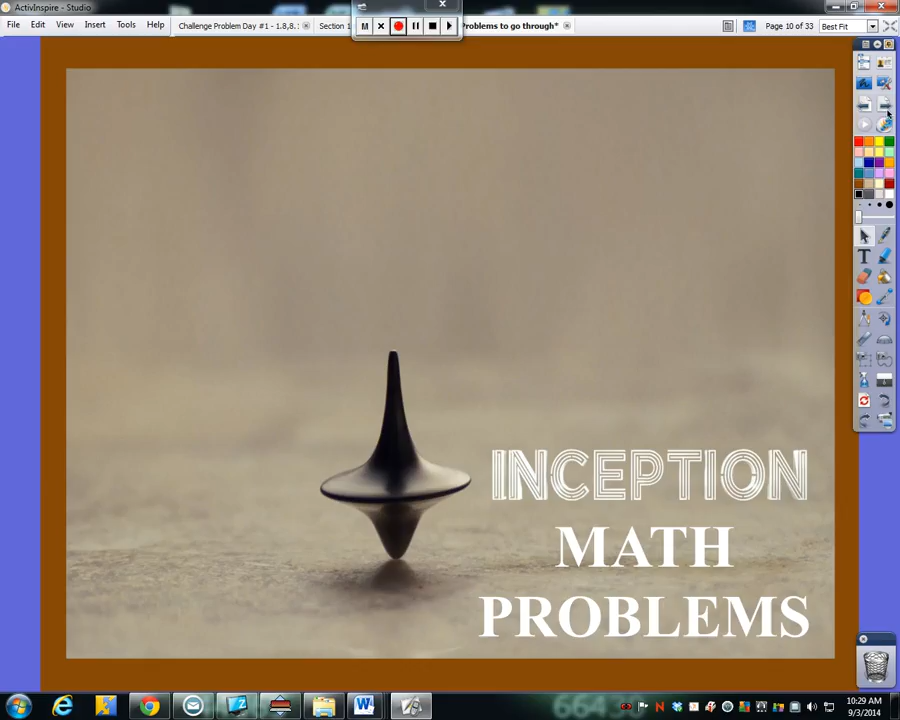 ActivInspire - Studio
File Edit View Insert Tools Help
Challenge Problem Day #1 - 1.8,8.
Section 1
Problems to go through*
Page 10 of 33
Best Fit
M
INCEPTION
MATH
PROBLEMS
10:29 AM
9/3/2014